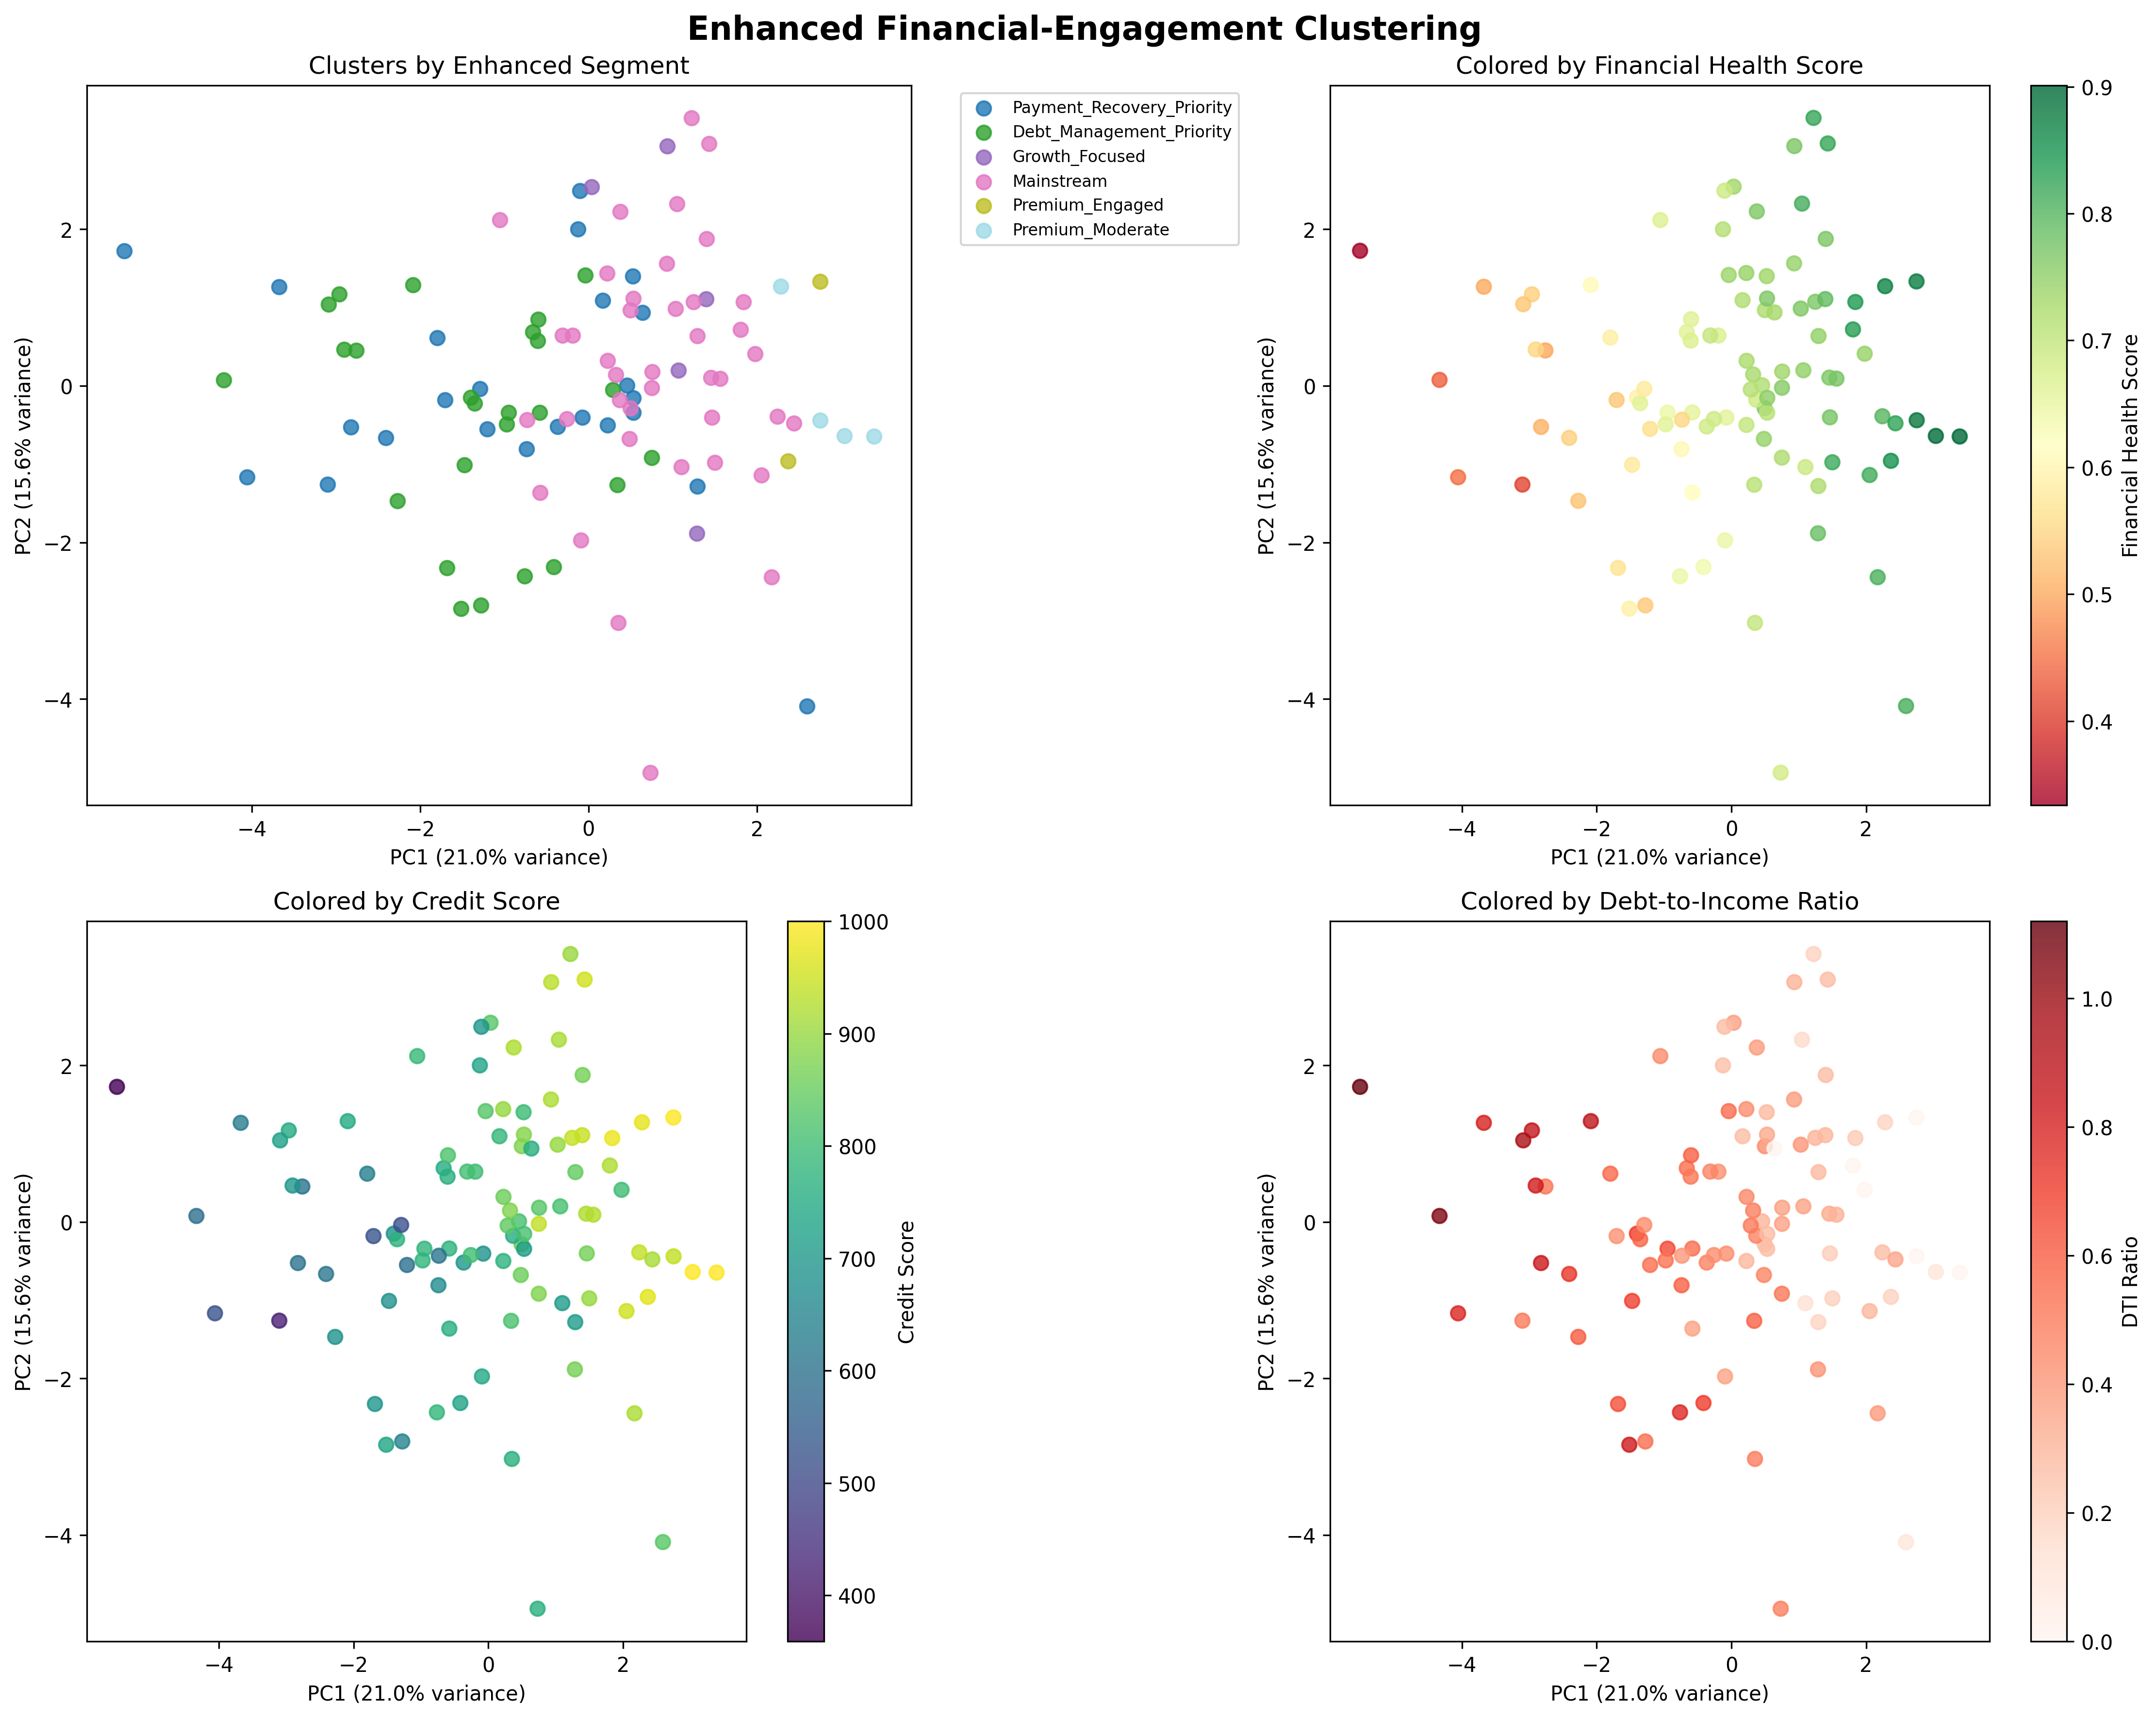 Enhanced Financial-Engagement Clustering
Clusters by Enhanced Segment
2
0
−2
−4
PC2 (15.6% variance)
−4
−2
0
2
PC1 (21.0% variance)
Payment_Recovery_Priority
Debt_Management_Priority
Growth_Focused
Mainstream
Premium_Engaged
Premium_Moderate
Colored by Financial Health Score
2
0
−2
−4
PC2 (15.6% variance)
−4
−2
0
2
PC1 (21.0% variance)
0.9
0.8
0.7
0.6
0.5
0.4
Financial Health Score
Colored by Credit Score
2
0
−2
−4
PC2 (15.6% variance)
−4
−2
0
2
PC1 (21.0% variance)
1000
900
800
700
600
500
400
Credit Score
Colored by Debt-to-Income Ratio
2
0
−2
−4
PC2 (15.6% variance)
−4
−2
0
2
PC1 (21.0% variance)
1.0
0.8
0.6
0.4
0.2
0.0
DTI Ratio